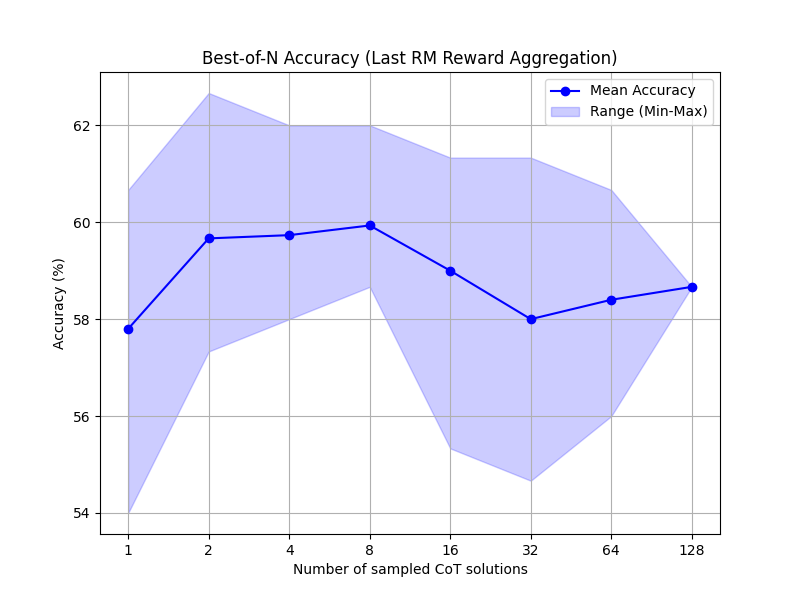 Best-of-N Accuracy (Last RM Reward Aggregation)
Mean Accuracy
Range (Min-Max)
Accuracy (%)
62
60
58
56
54
1 2 4 8 16 32 64 128
Number of sampled CoT solutions